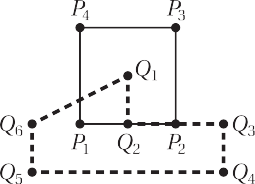 P₄ P₃
Q₁
Q₆ Q₃
P₁ Q₂ P₂
Q₅ Q₄